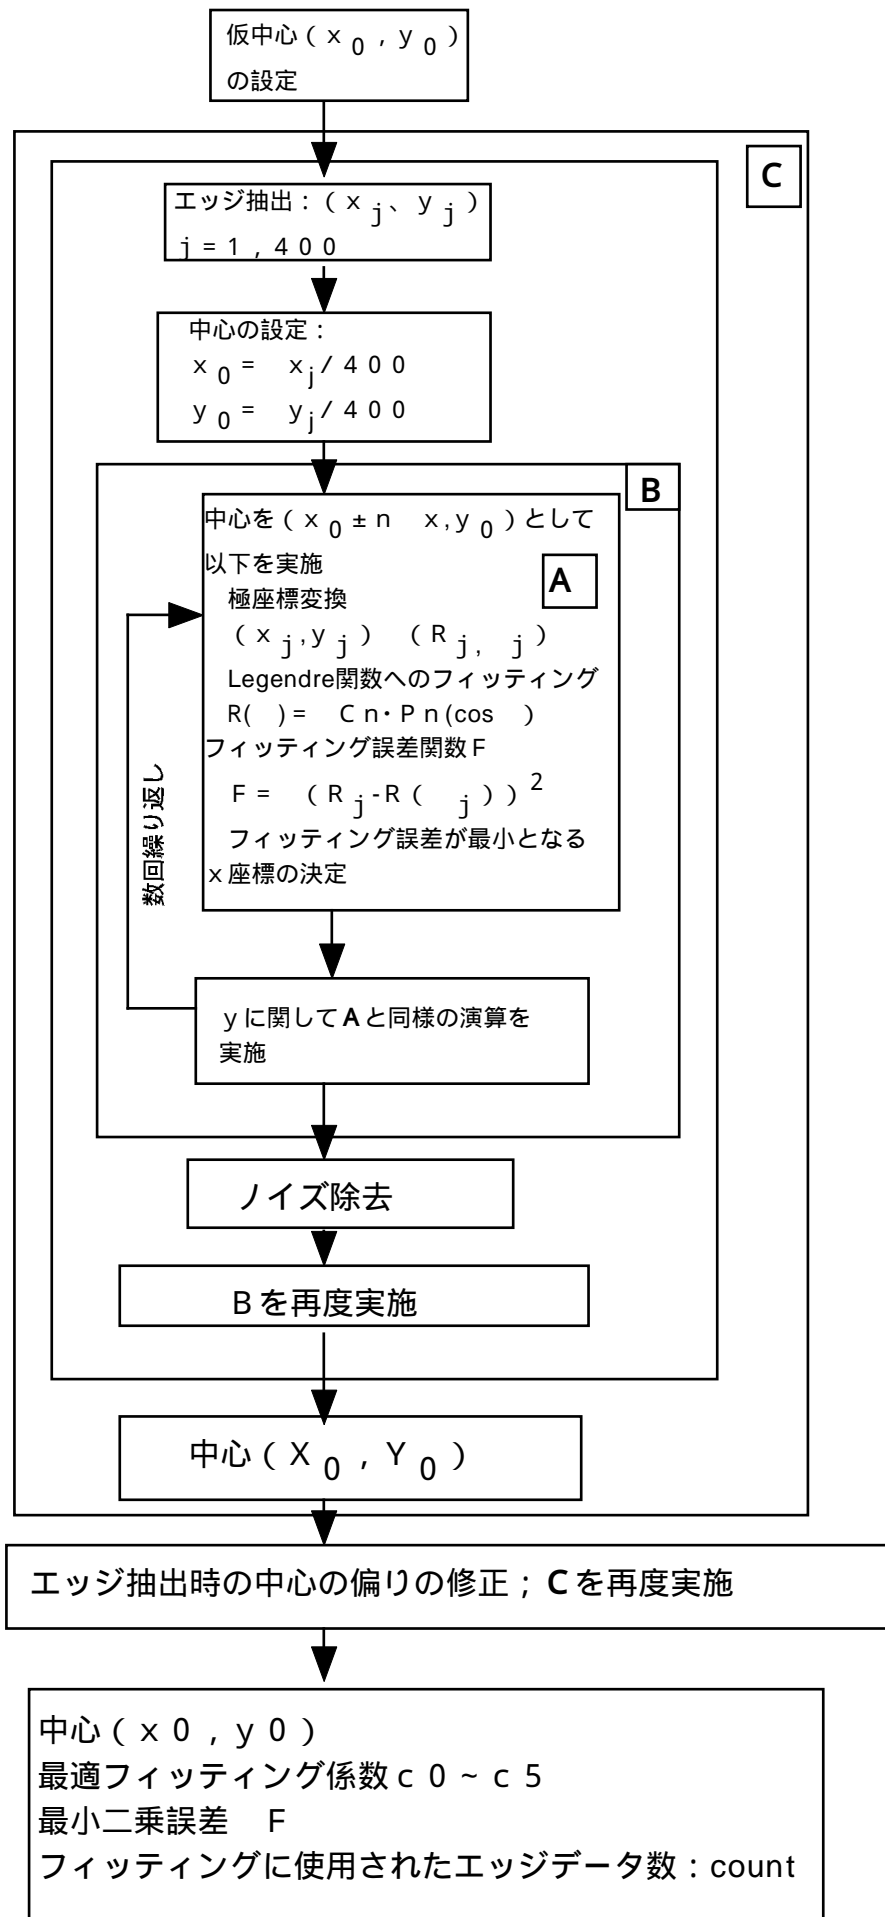 仮中心(x0,y0)
の設定
C
エッジ抽出:(xj、yj)
j=1,400
中心の設定:
x0= xj/400
y0= yj/400
B
中心を(x0±n x,y0)として
以下を実施
A
極座標変換
(xj,yj) (Rj, j)
Legendre関数へのフィッティング
R( )= Cn・Pn(cos )
フィッティング誤差関数F
F= (Rj-R( j))2
フィッティング誤差が最小となる
x座標の決定
数回繰り返し
yに関してAと同様の演算を
実施
ノイズ除去
Bを再度実施
中心(X0,Y0)
エッジ抽出時の中心の偏りの修正;Cを再度実施
中心(x0,y0)
最適フィッティング係数c0~c5
最小二乗誤差 F
フィッティングに使用されたエッジデータ数:count